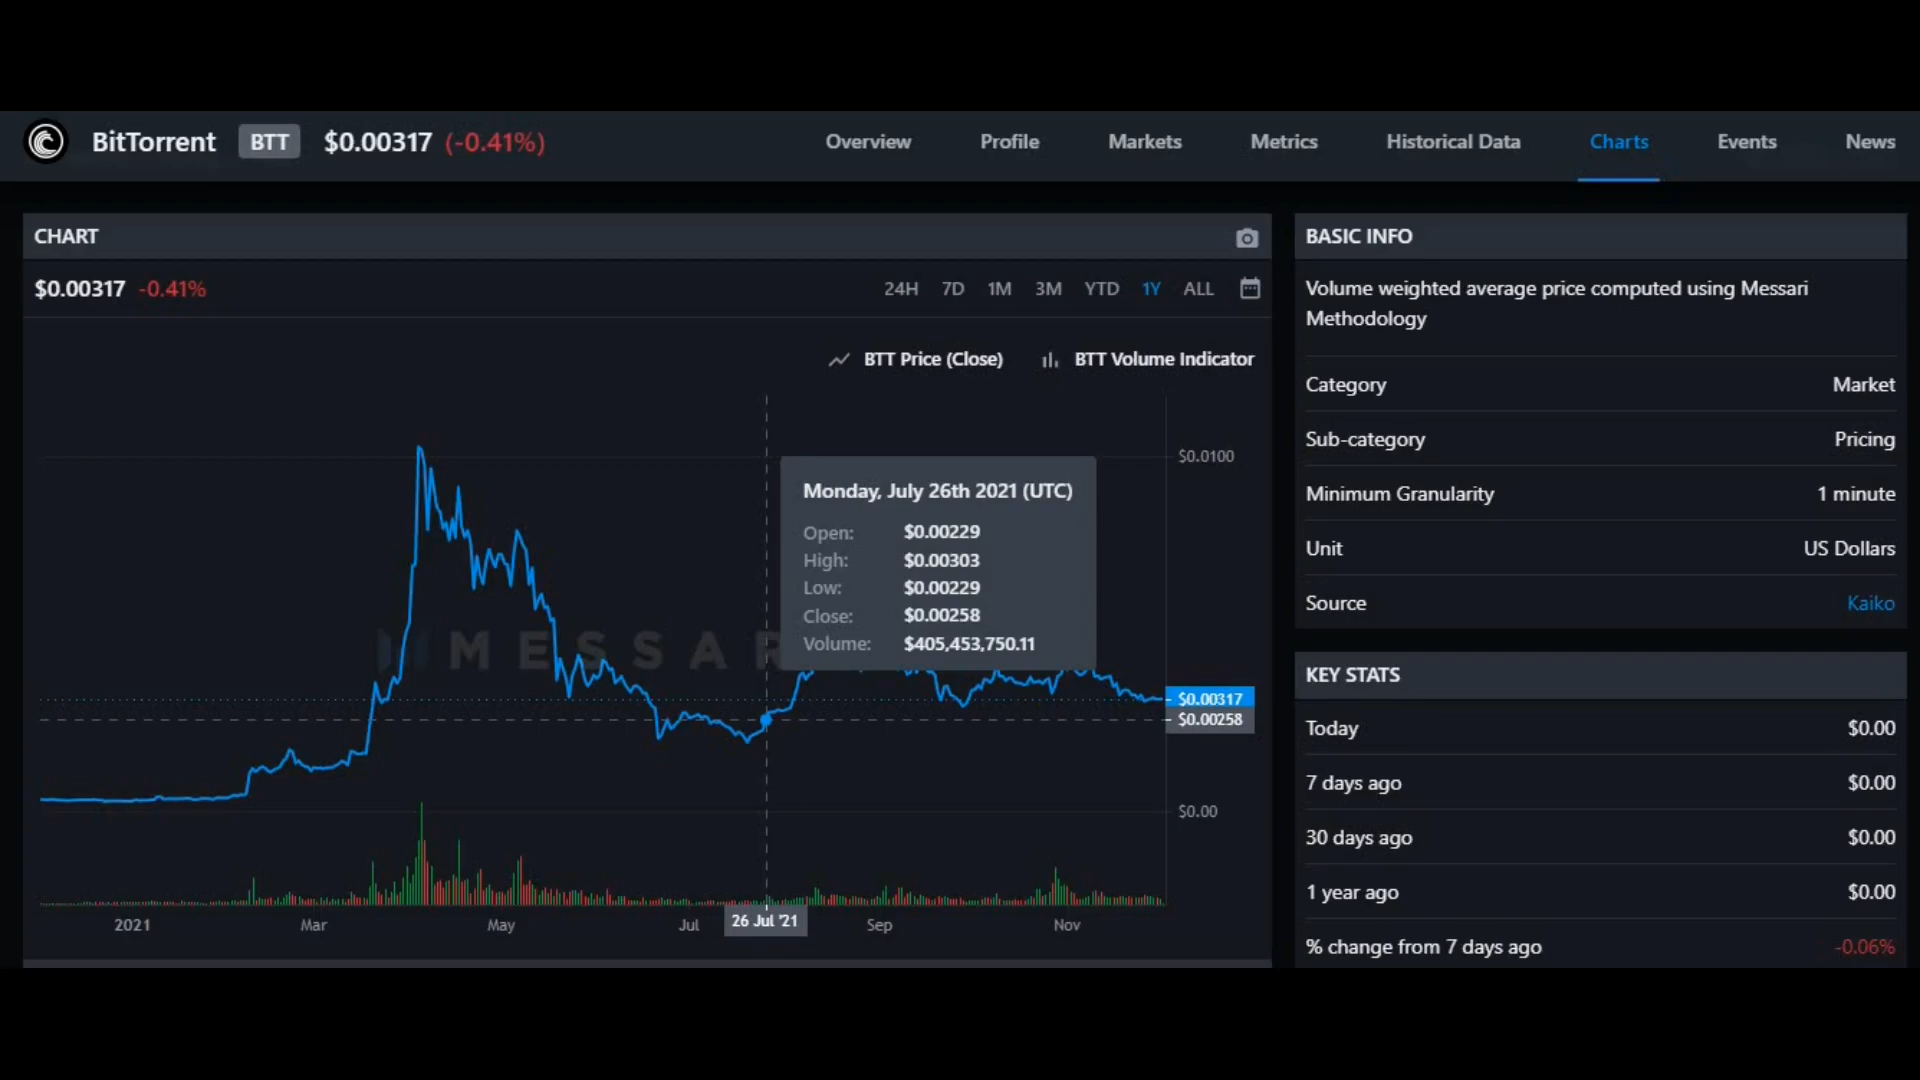 BitTorrent BTT $0.00317 (-0.41%) Overview Profile Markets Metrics Historical Data Charts Events News
CHART
$0.00317 -0.41% 24H 7D 1M 3M YTD 1Y ALL
BTT Price (Close) BTT Volume Indicator
$0.0100
Monday, July 26th 2021 (UTC)
Open: $0.00229
High: $0.00303
Low: $0.00229
Close: $0.00258
Volume: $405,453,750.11
MESSAR
$0.00317
$0.00258
$0.00
2021 Mar May Jul 26 Jul '21 Sep Nov
BASIC INFO
Volume weighted average price computed using Messari
Methodology
Category Market
Sub-category Pricing
Minimum Granularity 1 minute
Unit US Dollars
Source Kaiko
KEY STATS
Today $0.00
7 days ago $0.00
30 days ago $0.00
1 year ago $0.00
% change from 7 days ago -0.06%